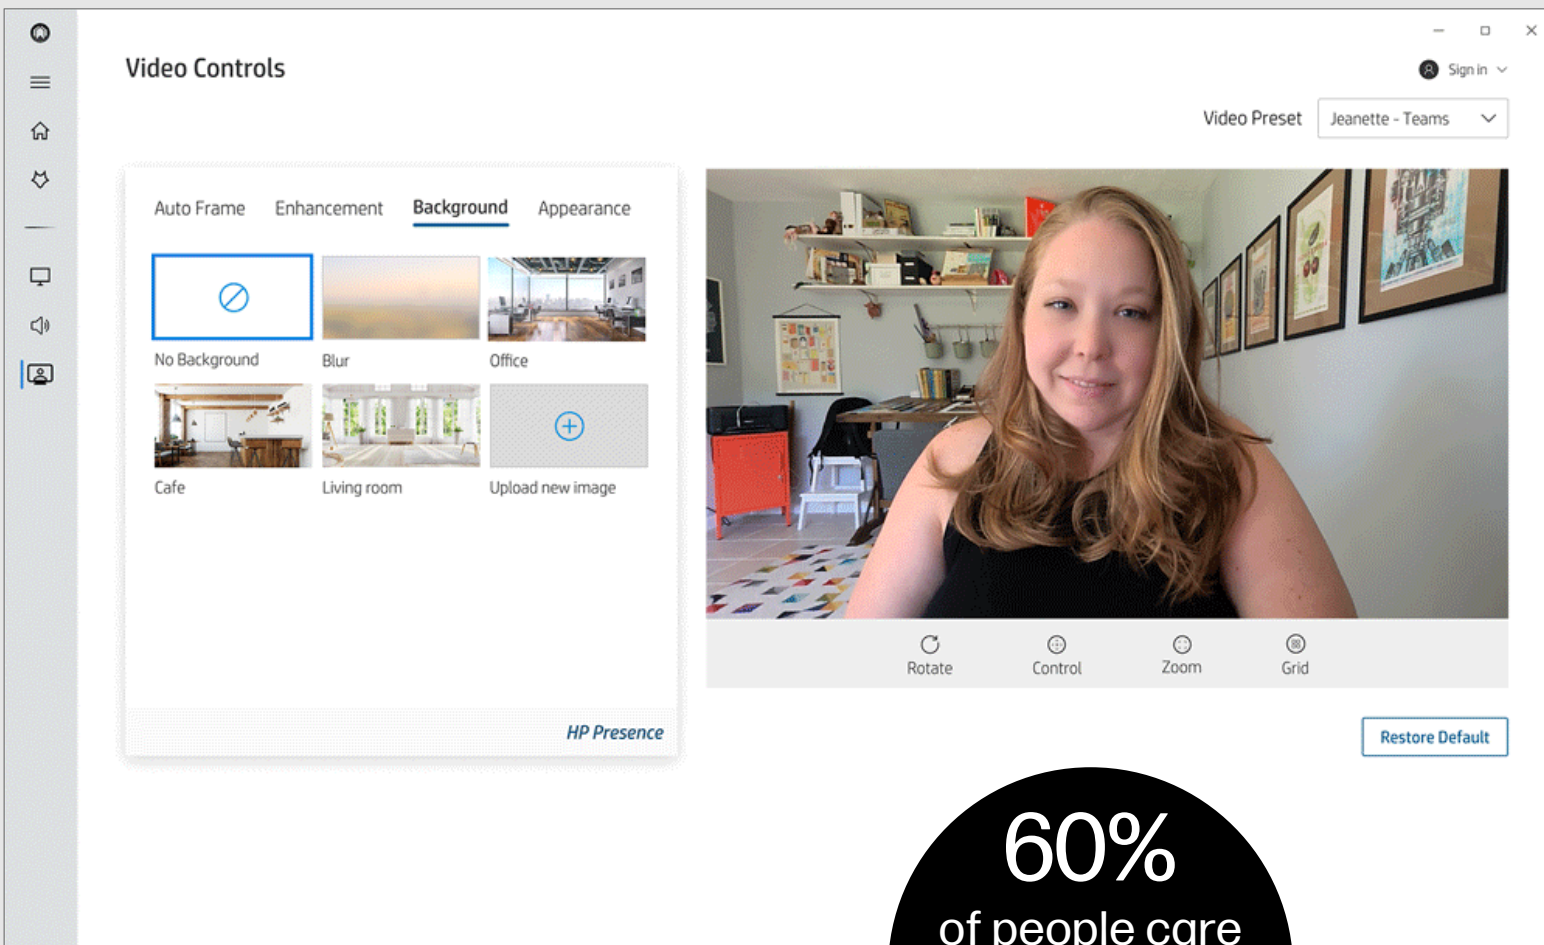 Video Controls
Sign in
Video Preset
Jeanette - Teams
Auto Frame
Enhancement
Background
Appearance
No Background
Blur
Office
Cafe
Living room
Upload new image
HP Presence
Rotate
Control
Zoom
Grid
Restore Default
60%
of people care